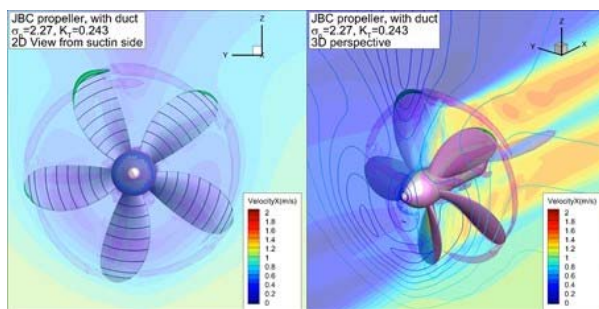 JBC propeller, with duct
σn=2.27, KT=0.243
2D View from suctin side
Z
Y
X
VelocityX(m/s)
2
1.8
1.6
1.4
1.2
1
0.8
0.6
0.4
0.2
0
JBC propeller, with duct
σn=2.27, KT=0.243
3D perspective
Z
Y
X
VelocityX(m/s)
2
1.8
1.6
1.4
1.2
1
0.8
0.6
0.4
0.2
0